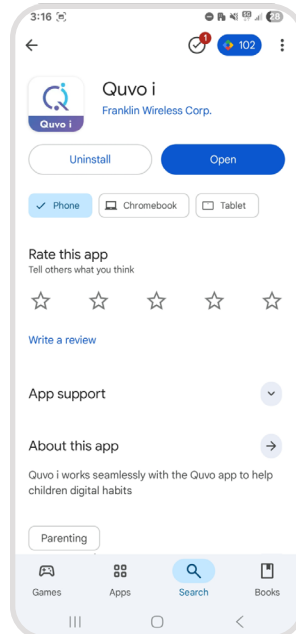 3:16
28
1
102
Quvo i
Quvo i
Franklin Wireless Corp.
Uninstall
Open
Phone
Chromebook
Tablet
Rate this app
Tell others what you think
Write a review
App support
About this app
Quvo i works seamlessly with the Quvo app to help
children digital habits
Parenting
Games
Apps
Search
Books